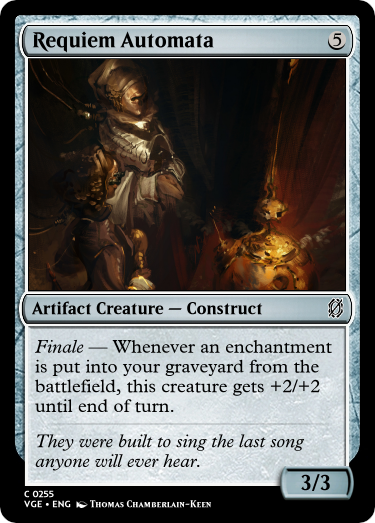 Requiem Automata 5
Artifact Creature — Construct
Finale — Whenever an enchantment
is put into your graveyard from the
battlefield, this creature gets +2/+2
until end of turn.
They were built to sing the last song
anyone will ever hear.
3/3
C 0255
VGE • ENG Thomas Chamberlain-Keen